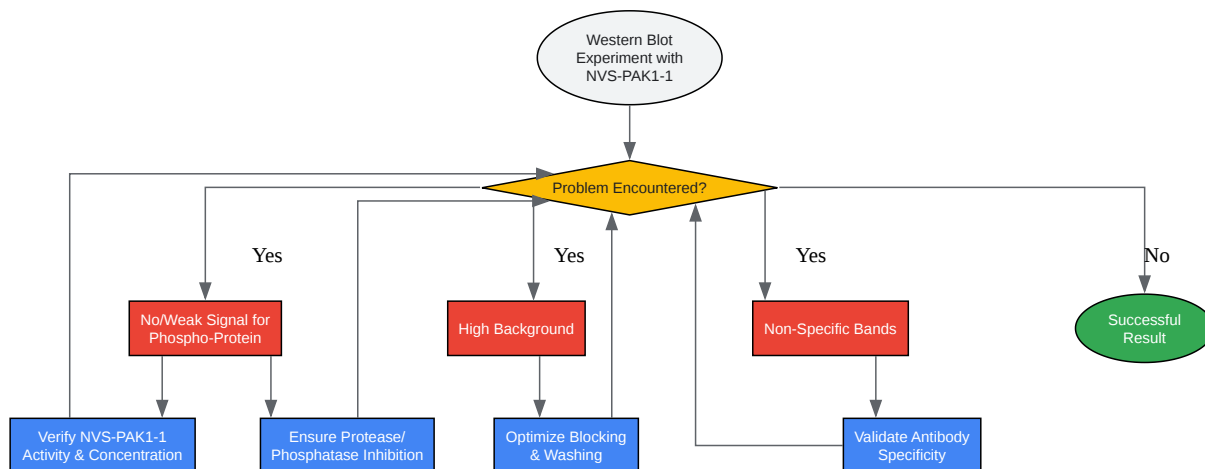 Western Blot
Experiment with
NVS-PAK1-1
Problem Encountered?
Yes
Yes
Yes
No
No/Weak Signal for
Phospho-Protein
High Background
Non-Specific Bands
Successful
Result
Verify NVS-PAK1-1
Activity & Concentration
Ensure Protease/
Phosphatase Inhibition
Optimize Blocking
& Washing
Validate Antibody
Specificity